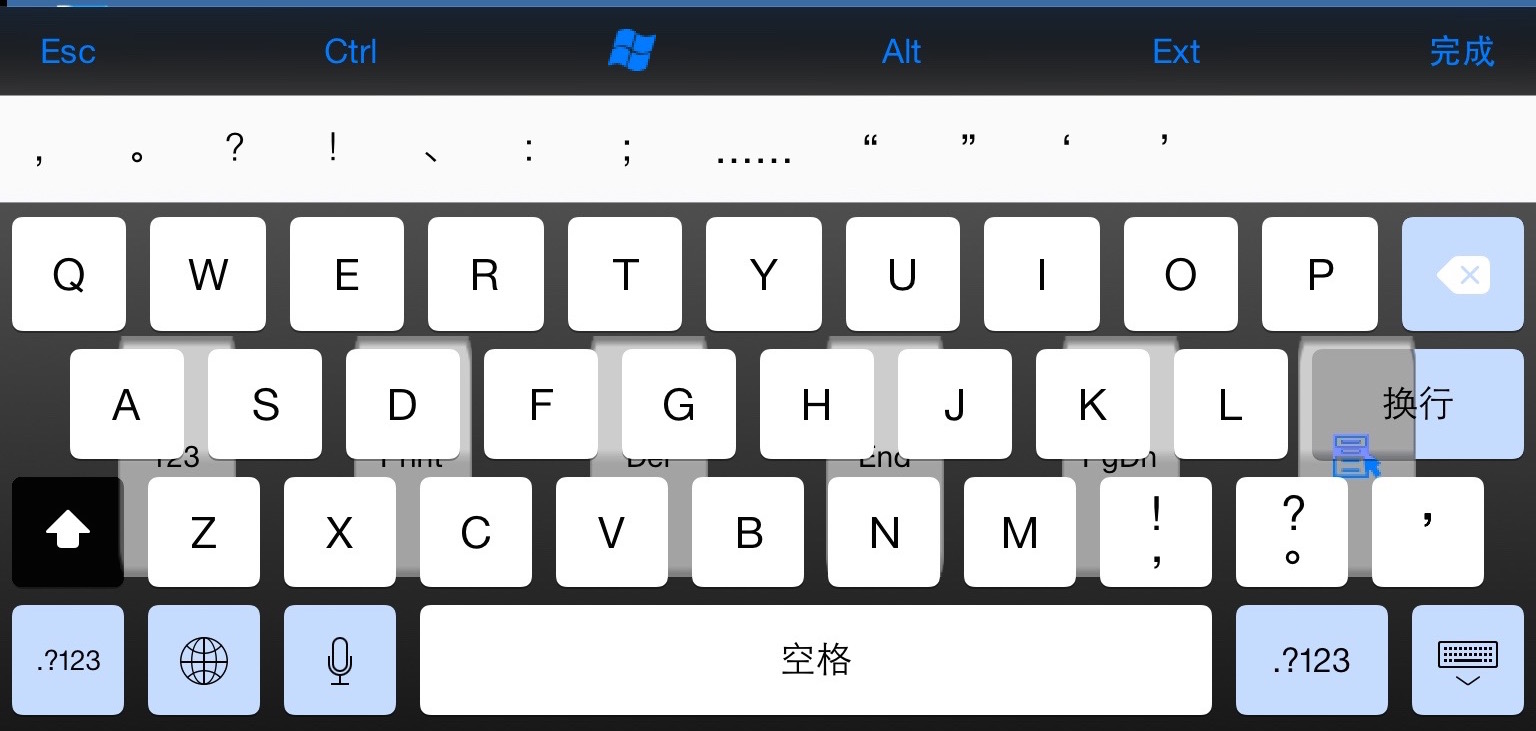 Esc Ctrl Alt Ext 完成
， 。 ? ! 、 : ; …… “ ” ‘ ’
Q W E R T Y U I O P
A S D F G H J K L 换行
123 Print Del End PgDn
Z X C V B N M ! , ? 。 ’
.?123 空格 .?123